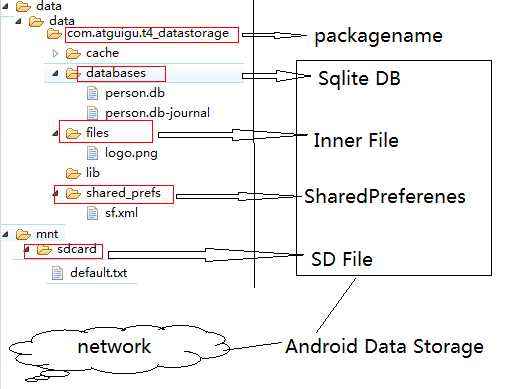 data
data
com.atguigu.t4_datastorage
packagename
cache
databases
Sqlite DB
person.db
person.db-journal
files
Inner File
logo.png
lib
shared_prefs
SharedPreferenes
sf.xml
mnt
sdcard
SD File
default.txt
network
Android Data Storage